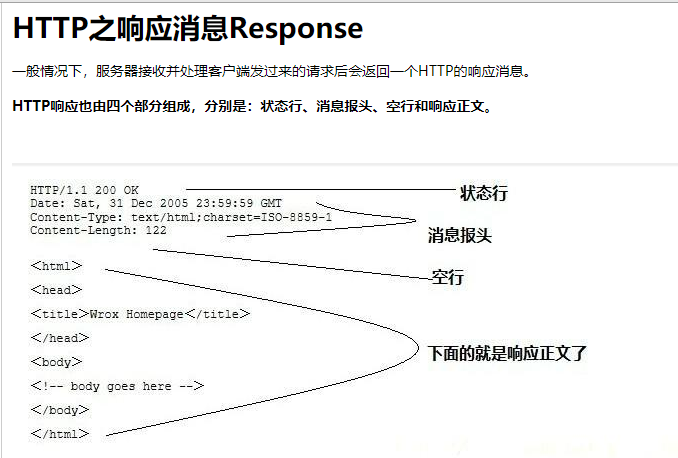 HTTP之响应消息Response
一般情况下，服务器接收并处理客户端发过来的请求后会返回一个HTTP的响应消息。
HTTP响应也由四个部分组成，分别是：状态行、消息报头、空行和响应正文。
HTTP/1.1 200 OK
状态行
Date: Sat, 31 Dec 2005 23:59:59 GMT
Content-Type: text/html;charset=ISO-8859-1
Content-Length: 122
消息报头
空行
<html>
<head>
<title>Wrox Homepage</title>
</head>
下面的就是响应正文了
<body>
<!-- body goes here -->
</body>
</html>